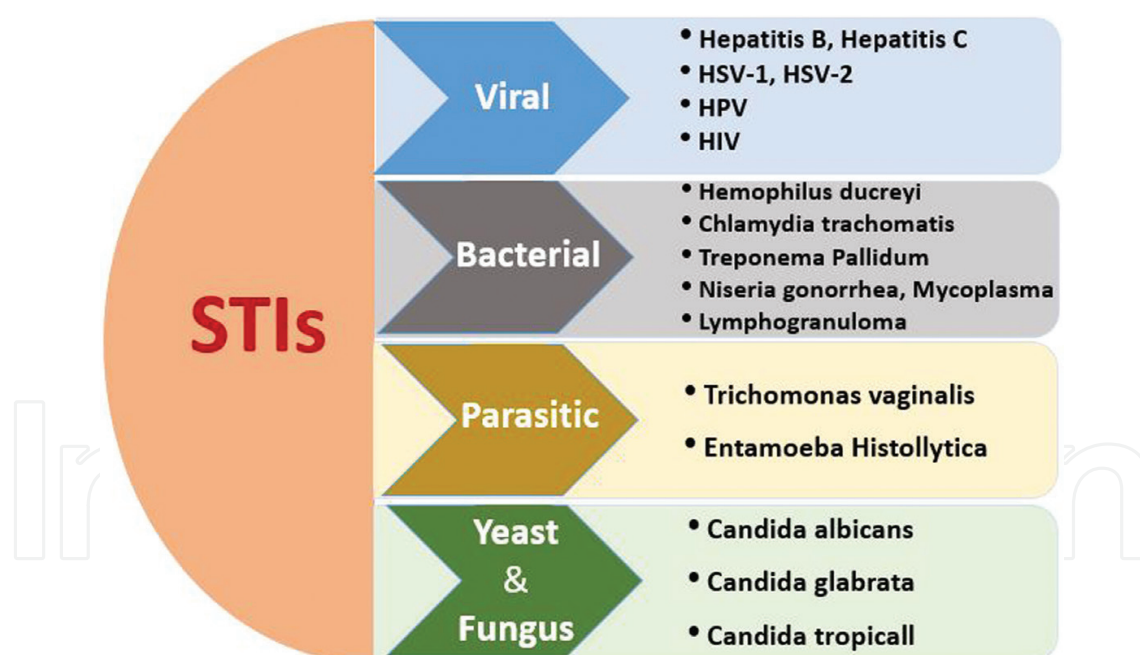 STIs
Viral
• Hepatitis B, Hepatitis C
• HSV-1, HSV-2
• HPV
• HIV
Bacterial
• Hemophilus ducreyi
• Chlamydia trachomatis
• Treponema Pallidum
• Niseria gonorrhea, Mycoplasma
• Lymphogranuloma
Parasitic
• Trichomonas vaginalis
• Entamoeba Histollytica
Yeast
&
Fungus
• Candida albicans
• Candida glabrata
• Candida tropicall